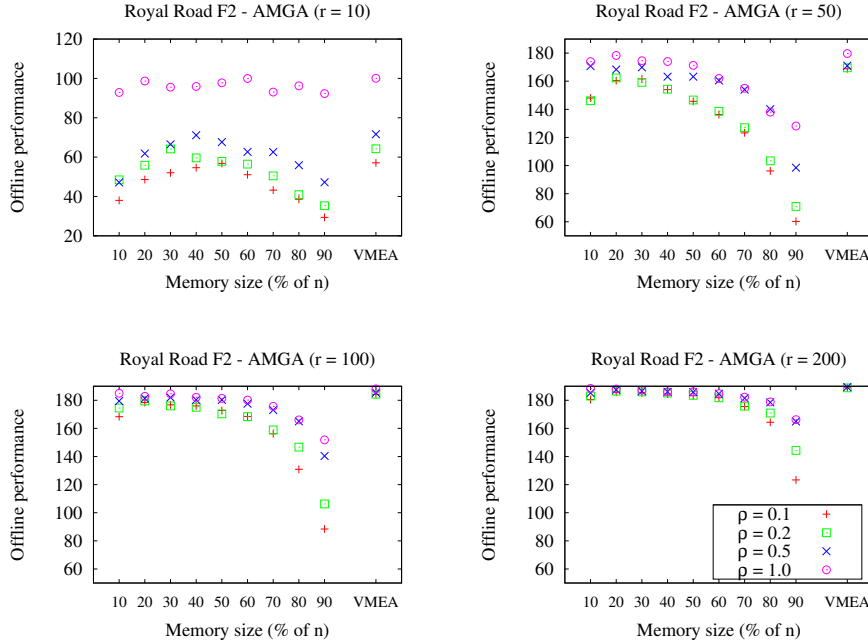 Royal Road F2 - AMGA (r = 10)
Offline performance
120
100
80
60
40
20
10 20 30 40 50 60 70 80 90 VMEA
Memory size (% of n)
Royal Road F2 - AMGA (r = 50)
Offline performance
180
160
140
120
100
80
60
10 20 30 40 50 60 70 80 90 VMEA
Memory size (% of n)
Royal Road F2 - AMGA (r = 100)
Offline performance
180
160
140
120
100
80
60
10 20 30 40 50 60 70 80 90 VMEA
Memory size (% of n)
Royal Road F2 - AMGA (r = 200)
Offline performance
180
160
140
120
100
80
60
ρ = 0.1
ρ = 0.2
ρ = 0.5
ρ = 1.0
10 20 30 40 50 60 70 80 90 VMEA
Memory size (% of n)